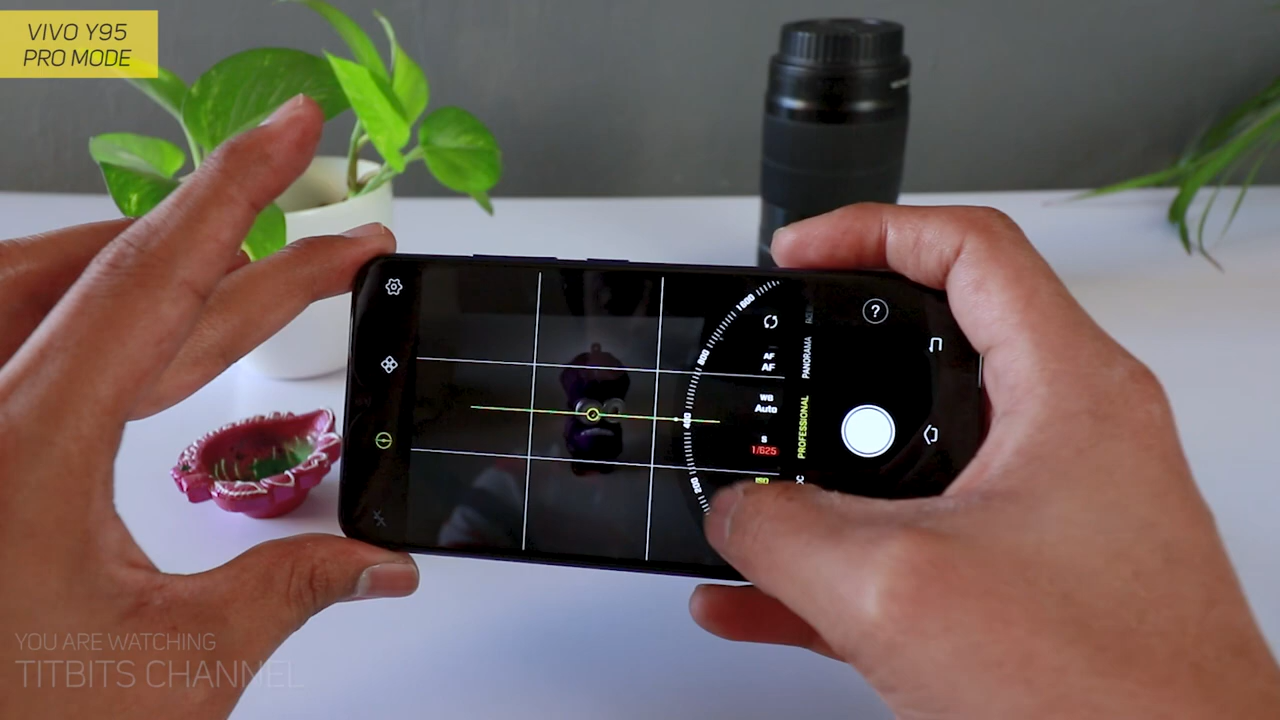 VIVO Y95
PRO MODE
1600
800
400
200
AF
AF
WB
Auto
S
1/625
PANORAMA
PROFESSIONAL
?
YOU ARE WATCHING
TITBITS CHANNEL